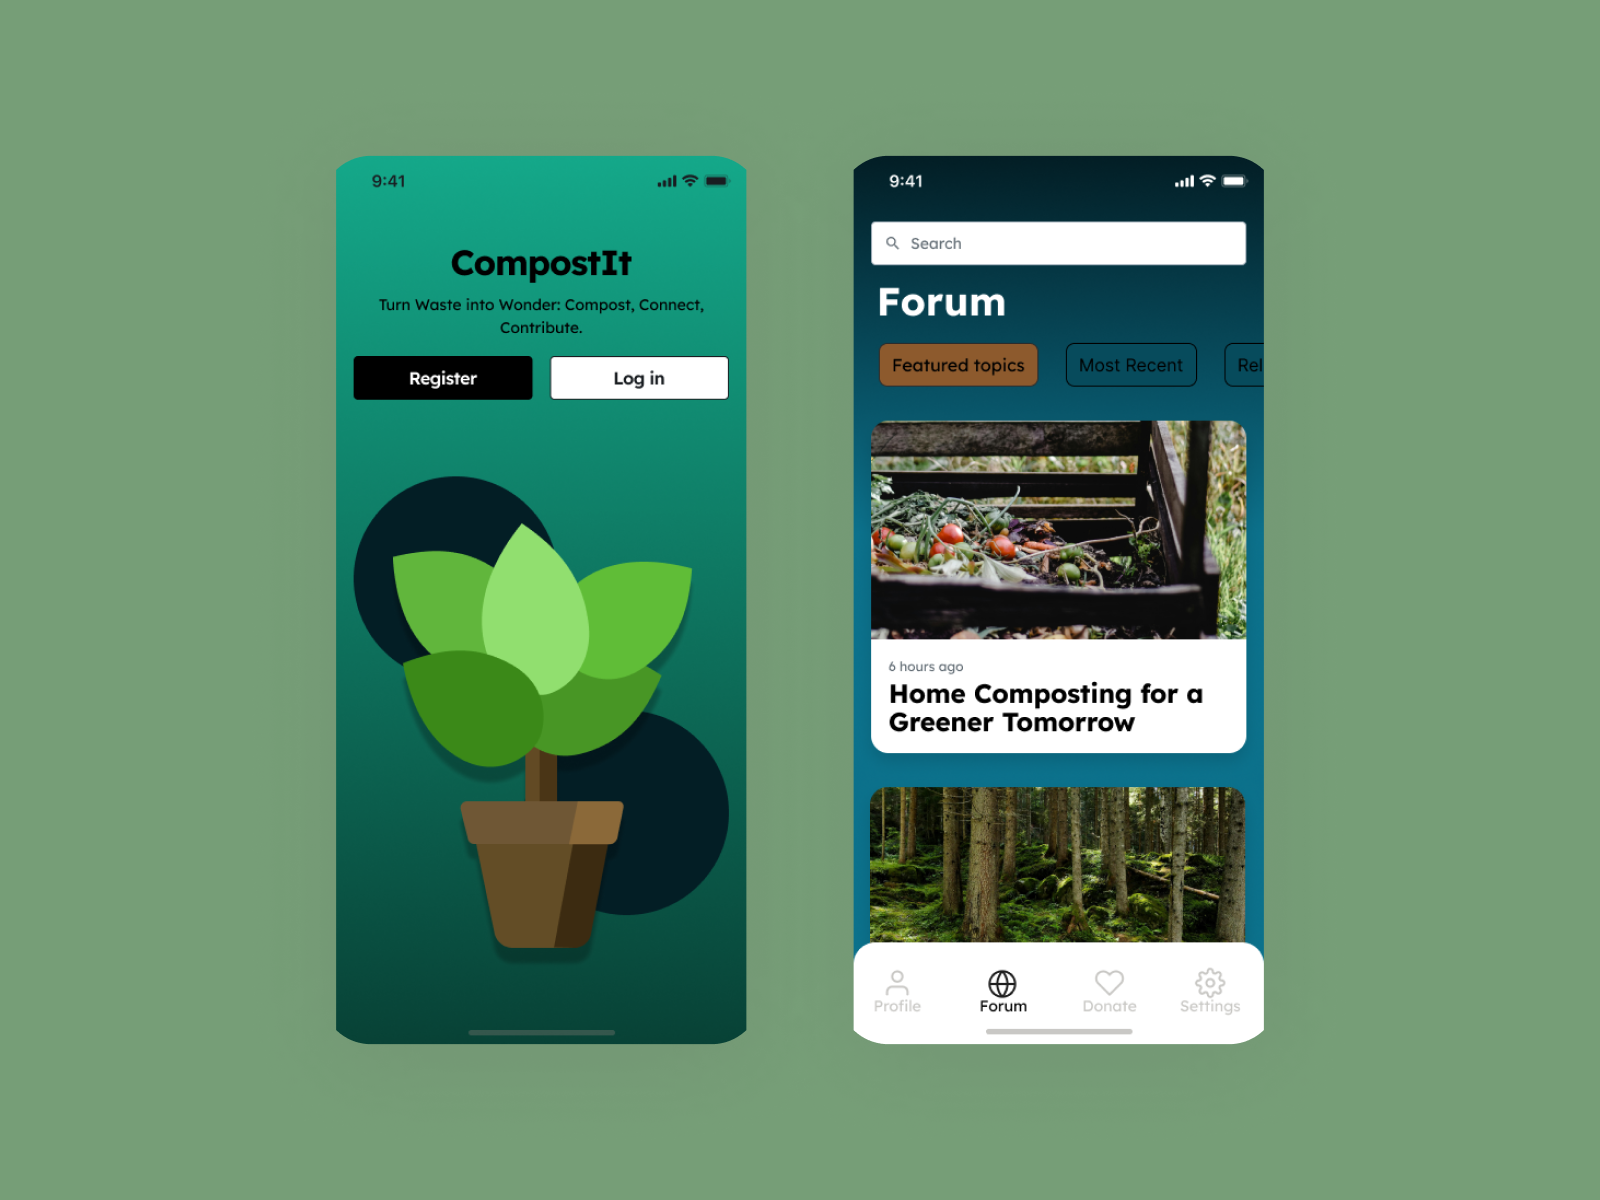 9:41
CompostIt
Turn Waste into Wonder: Compost, Connect,
Contribute.
Register
Log in
9:41
Search
Forum
Featured topics
Most Recent
Rel
6 hours ago
Home Composting for a
Greener Tomorrow
Profile
Forum
Donate
Settings